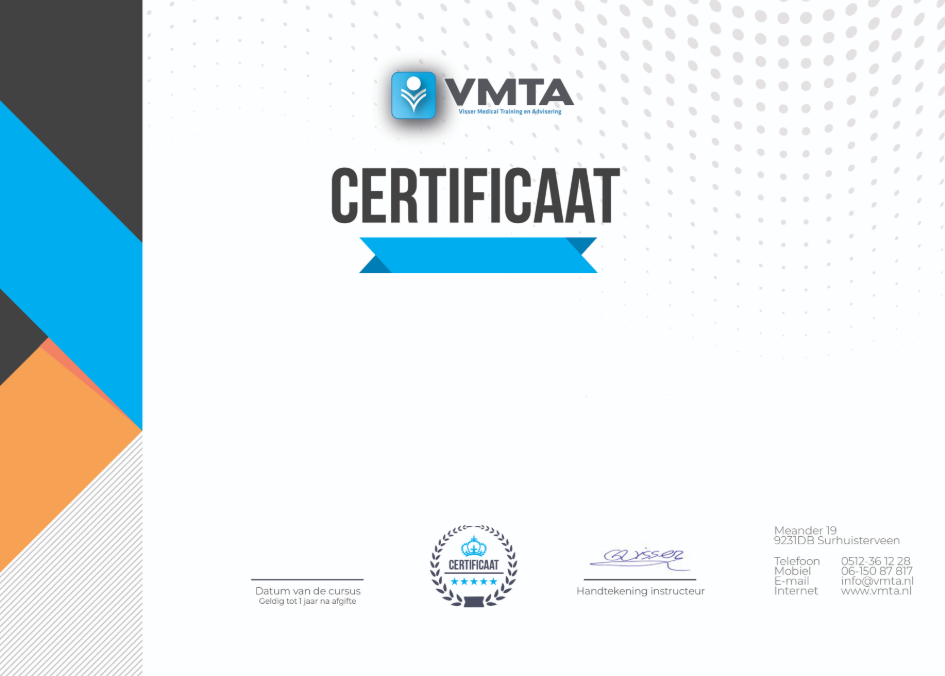 VMTA
Visser Medical Training en Advisering
CERTIFICAAT
Datum van de cursus
Geldig tot 1 jaar na afgifte
CERTIFICAAT
CVisser
Handtekening instructeur
Meander 19
9231DB Surhuisterveen
Telefoon 0512-36 12 28
Mobiel 06-150 87 817
E-mail info@vmta.nl
Internet www.vmta.nl